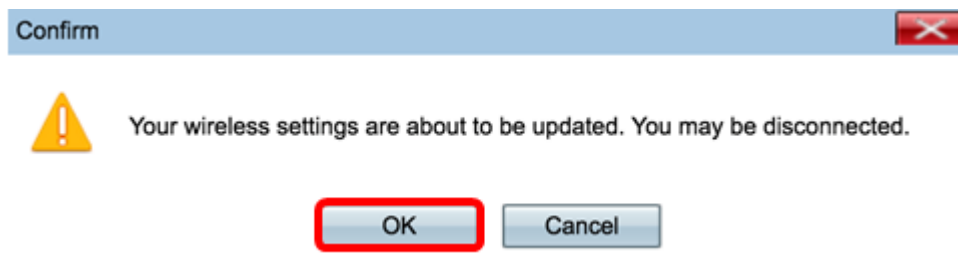 Confirm
Your wireless settings are about to be updated. You may be disconnected.
OK Cancel